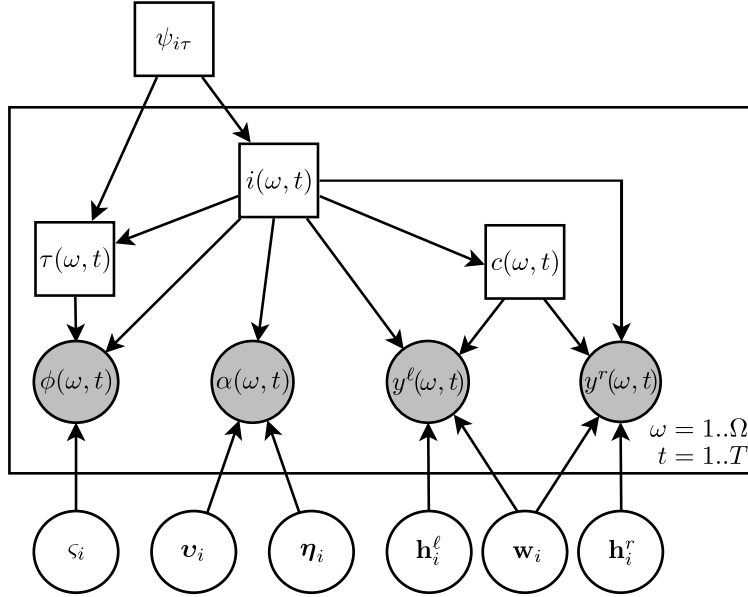 ψ_{iτ}
i(ω, t)
τ(ω, t)
c(ω, t)
ϕ(ω, t)
α(ω, t)
y^ℓ(ω, t)
y^r(ω, t)
ω = 1..Ω
t = 1..T
ς_i
υ_i
η_i
h_i^ℓ
w_i
h_i^r